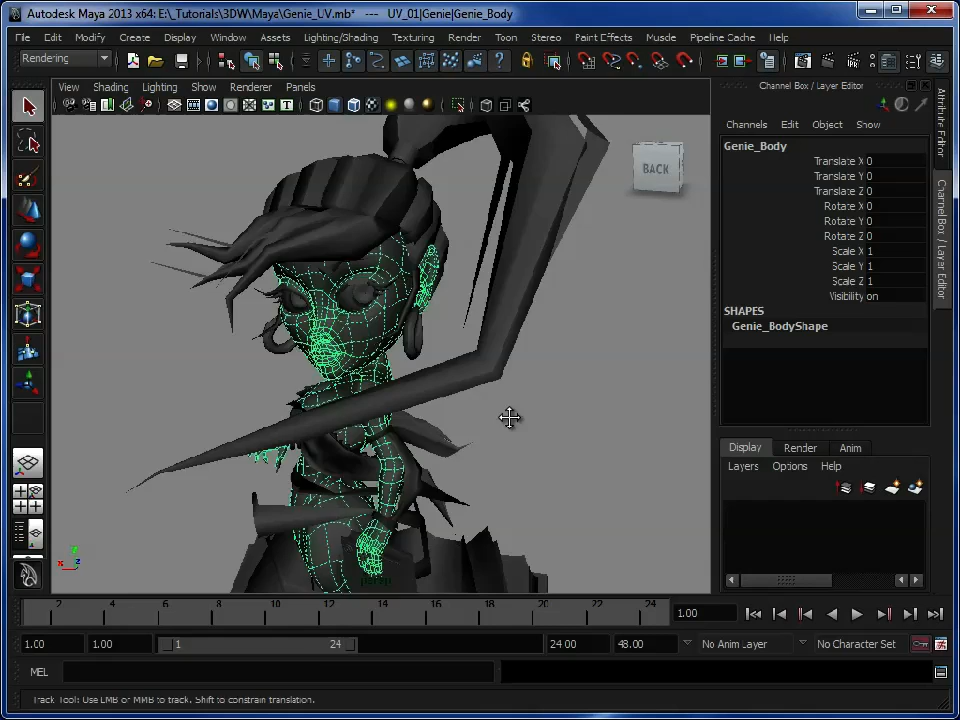 Autodesk Maya 2013 x64: E:\_Tutorials\3DW\Maya\Genie_UV.mb* --- UV_01|Genie|Genie_Body
File Edit Modify Create Display Window Assets Lighting/Shading Texturing Render Toon Stereo Paint Effects Muscle Pipeline Cache Help
Rendering
View Shading Lighting Show Renderer Panels
Channel Box / Layer Editor
Channels Edit Object Show
Genie_Body
Translate X 0
Translate Y 0
Translate Z 0
Rotate X 0
Rotate Y 0
Rotate Z 0
Scale X 1
Scale Y 1
Scale Z 1
Visibility on
SHAPES
Genie_BodyShape
Attribute Editor
Channel Box / Layer Editor
BACK
Display Render Anim
Layers Options Help
persp
2 4 6 8 10 12 14 16 18 20 22 24
1.00
1.00 1.00 1 24 24.00 48.00 No Anim Layer No Character Set
MEL
Track Tool: Use LMB or MMB to track. Shift to constrain translation.